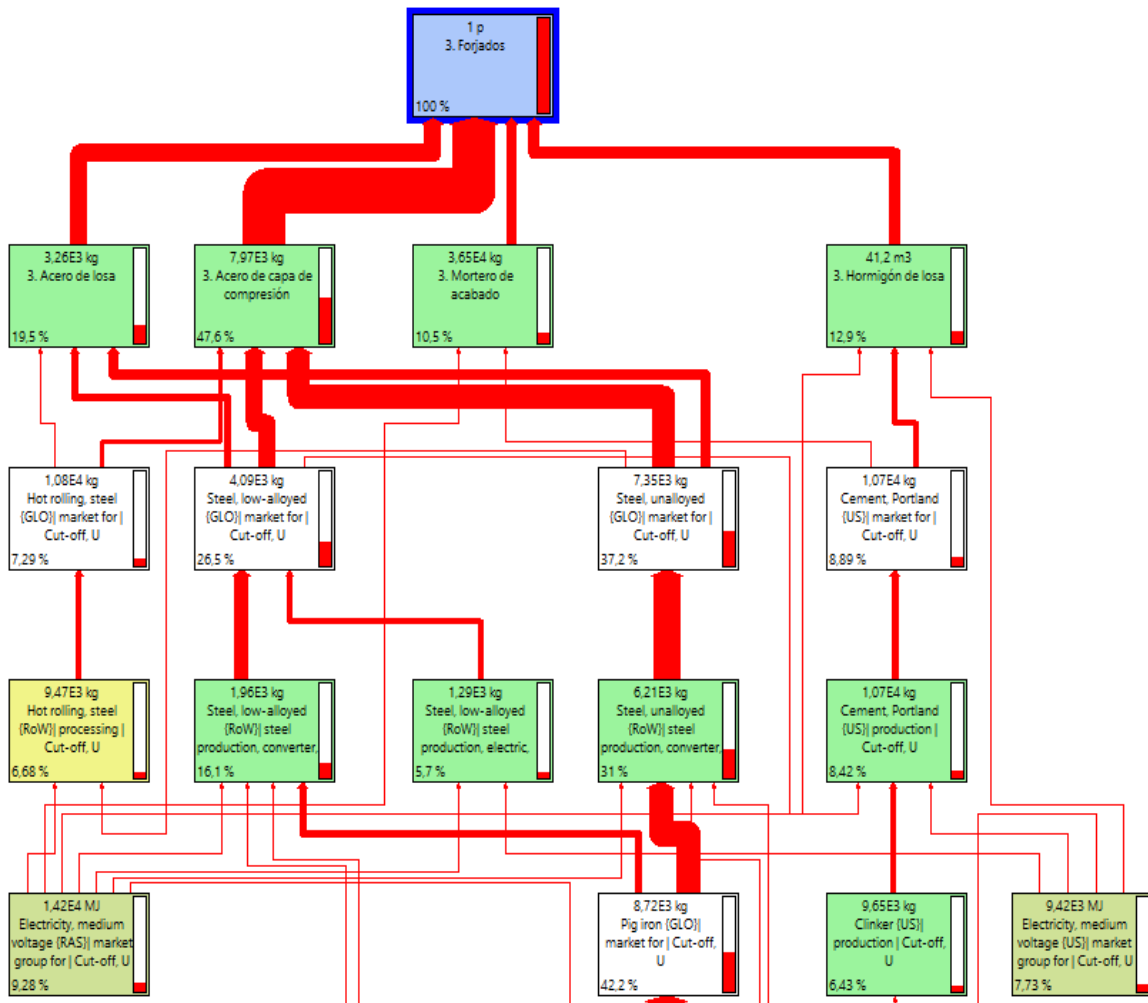 1 p
3. Forjados
100 %
3,26E3 kg
3. Acero de losa
19,5 %
7,97E3 kg
3. Acero de capa de
compresión
47,6 %
3,65E4 kg
3. Mortero de
acabado
10,5 %
41,2 m3
3. Hormigón de losa
12,9 %
1,08E4 kg
Hot rolling, steel
{GLO}| market for |
Cut-off, U
7,29 %
4,09E3 kg
Steel, low-alloyed
{GLO}| market for |
Cut-off, U
26,5 %
7,35E3 kg
Steel, unalloyed
{GLO}| market for |
Cut-off, U
37,2 %
1,07E4 kg
Cement, Portland
{US}| market for |
Cut-off, U
8,89 %
9,47E3 kg
Hot rolling, steel
{RoW}| processing |
Cut-off, U
6,68 %
1,96E3 kg
Steel, low-alloyed
{RoW}| steel
production, converter,
16,1 %
1,29E3 kg
Steel, low-alloyed
{RoW}| steel
production, electric,
5,7 %
6,21E3 kg
Steel, unalloyed
{RoW}| steel
production, converter,
31 %
1,07E4 kg
Cement, Portland
{US}| production |
Cut-off, U
8,42 %
1,42E4 MJ
Electricity, medium
voltage {RAS}| market
group for | Cut-off, U
9,28 %
8,72E3 kg
Pig iron {GLO}|
market for | Cut-off,
U
42,2 %
9,65E3 kg
Clinker {US}|
production | Cut-off,
U
6,43 %
9,42E3 MJ
Electricity, medium
voltage {US}| market
group for | Cut-off, U
7,73 %